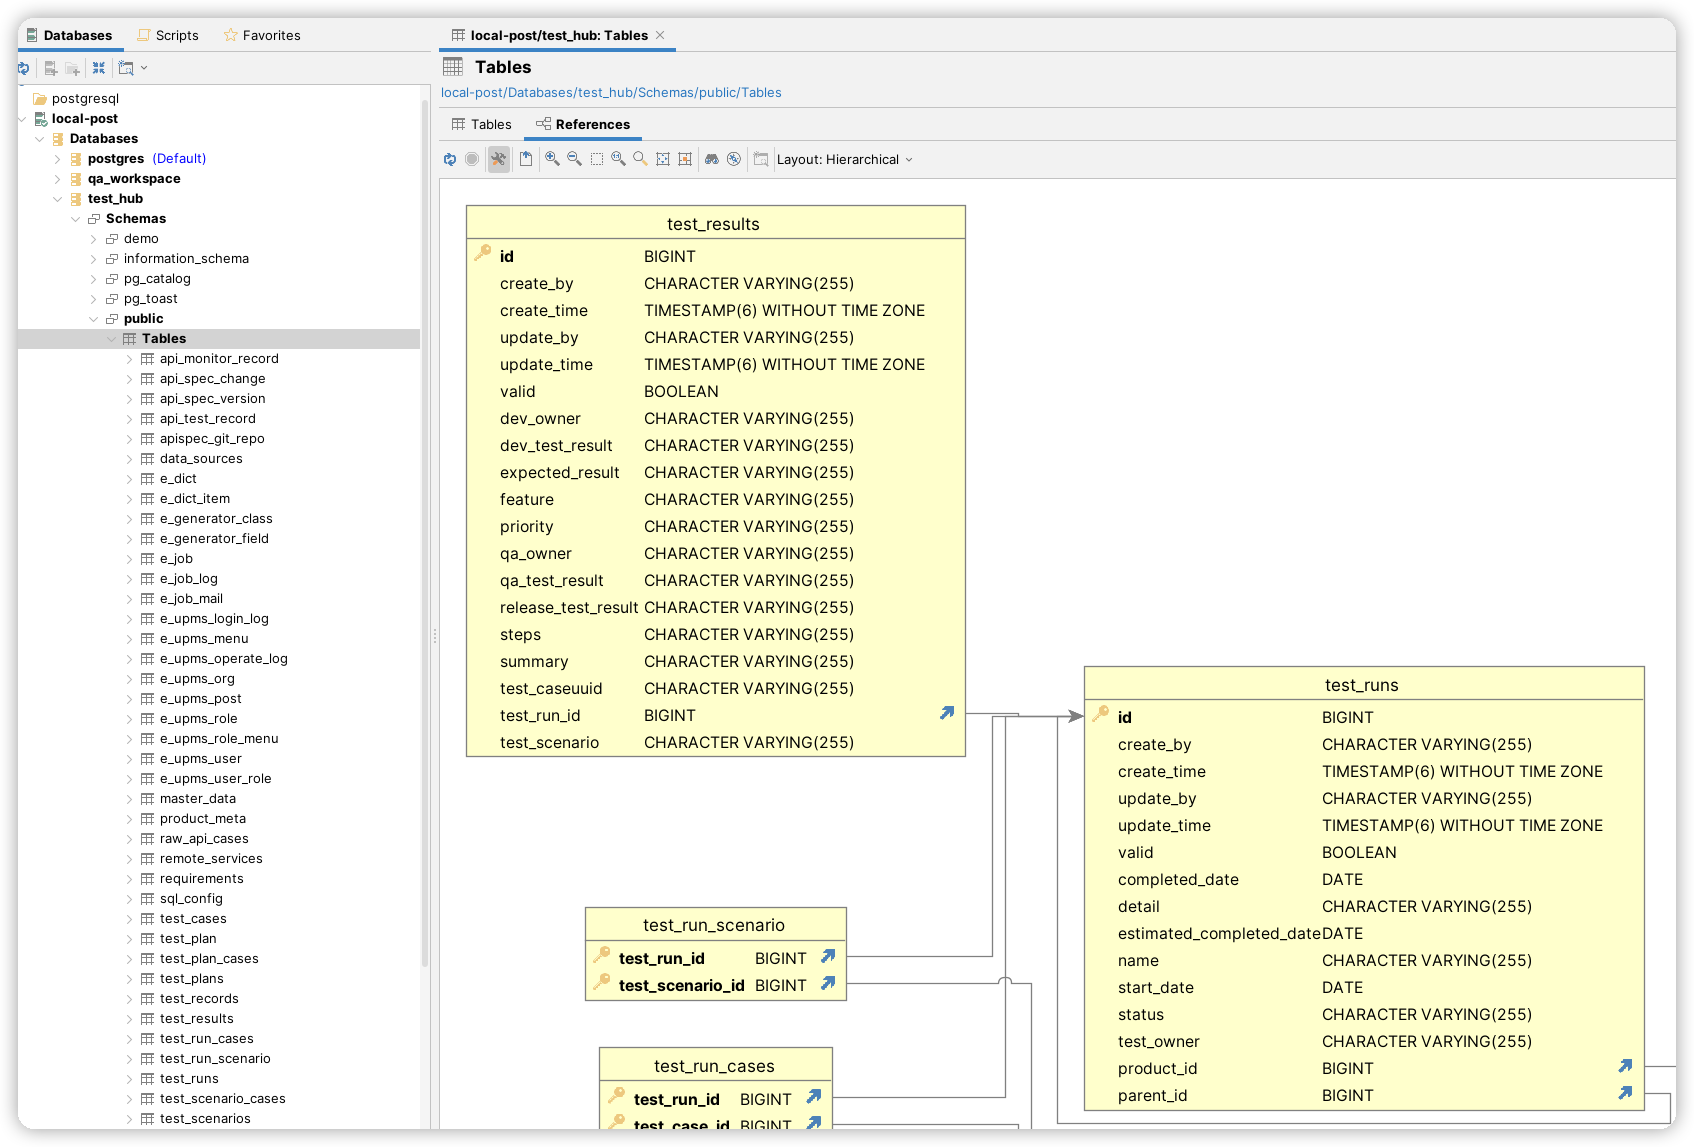 Databases
Scripts
Favorites
postgresql
local-post
Databases
postgres (Default)
qa_workspace
test_hub
Schemas
demo
information_schema
pg_catalog
pg_toast
public
Tables
api_monitor_record
api_spec_change
api_spec_version
api_test_record
apispec_git_repo
data_sources
e_dict
e_dict_item
e_generator_class
e_generator_field
e_job
e_job_log
e_job_mail
e_upms_login_log
e_upms_menu
e_upms_operate_log
e_upms_org
e_upms_post
e_upms_role
e_upms_role_menu
e_upms_user
e_upms_user_role
master_data
product_meta
raw_api_cases
remote_services
requirements
sql_config
test_cases
test_plan
test_plan_cases
test_plans
test_records
test_results
test_run_cases
test_run_scenario
test_runs
test_scenario_cases
test_scenarios
local-post/test_hub: Tables
Tables
local-post/Databases/test_hub/Schemas/public/Tables
Tables
References
Layout: Hierarchical
test_results
id BIGINT
create_by CHARACTER VARYING(255)
create_time TIMESTAMP(6) WITHOUT TIME ZONE
update_by CHARACTER VARYING(255)
update_time TIMESTAMP(6) WITHOUT TIME ZONE
valid BOOLEAN
dev_owner CHARACTER VARYING(255)
dev_test_result CHARACTER VARYING(255)
expected_result CHARACTER VARYING(255)
feature CHARACTER VARYING(255)
priority CHARACTER VARYING(255)
qa_owner CHARACTER VARYING(255)
qa_test_result CHARACTER VARYING(255)
release_test_result CHARACTER VARYING(255)
steps CHARACTER VARYING(255)
summary CHARACTER VARYING(255)
test_caseuuid CHARACTER VARYING(255)
test_run_id BIGINT
test_scenario CHARACTER VARYING(255)
test_run_scenario
test_run_id BIGINT
test_scenario_id BIGINT
test_run_cases
test_run_id BIGINT
test_case_id BIGINT
test_runs
id BIGINT
create_by CHARACTER VARYING(255)
create_time TIMESTAMP(6) WITHOUT TIME ZONE
update_by CHARACTER VARYING(255)
update_time TIMESTAMP(6) WITHOUT TIME ZONE
valid BOOLEAN
completed_date DATE
detail CHARACTER VARYING(255)
estimated_completed_date DATE
name CHARACTER VARYING(255)
start_date DATE
status CHARACTER VARYING(255)
test_owner CHARACTER VARYING(255)
product_id BIGINT
parent_id BIGINT